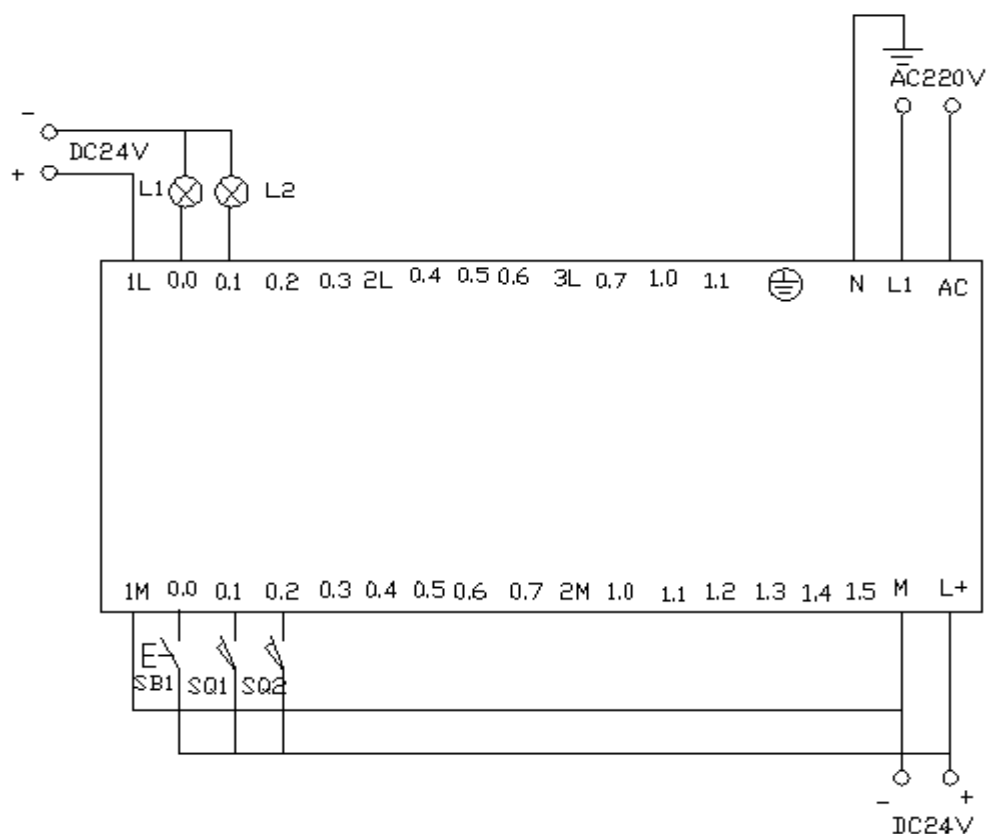 AC220V
-
DC24V
+
L1 L2
1L 0.0 0.1 0.2 0.3 2L 0.4 0.5 0.6 3L 0.7 1.0 1.1 N L1 AC
1M 0.0 0.1 0.2 0.3 0.4 0.5 0.6 0.7 2M 1.0 1.1 1.2 1.3 1.4 1.5 M L+
SB1 SQ1 SQ2
- +
DC24V